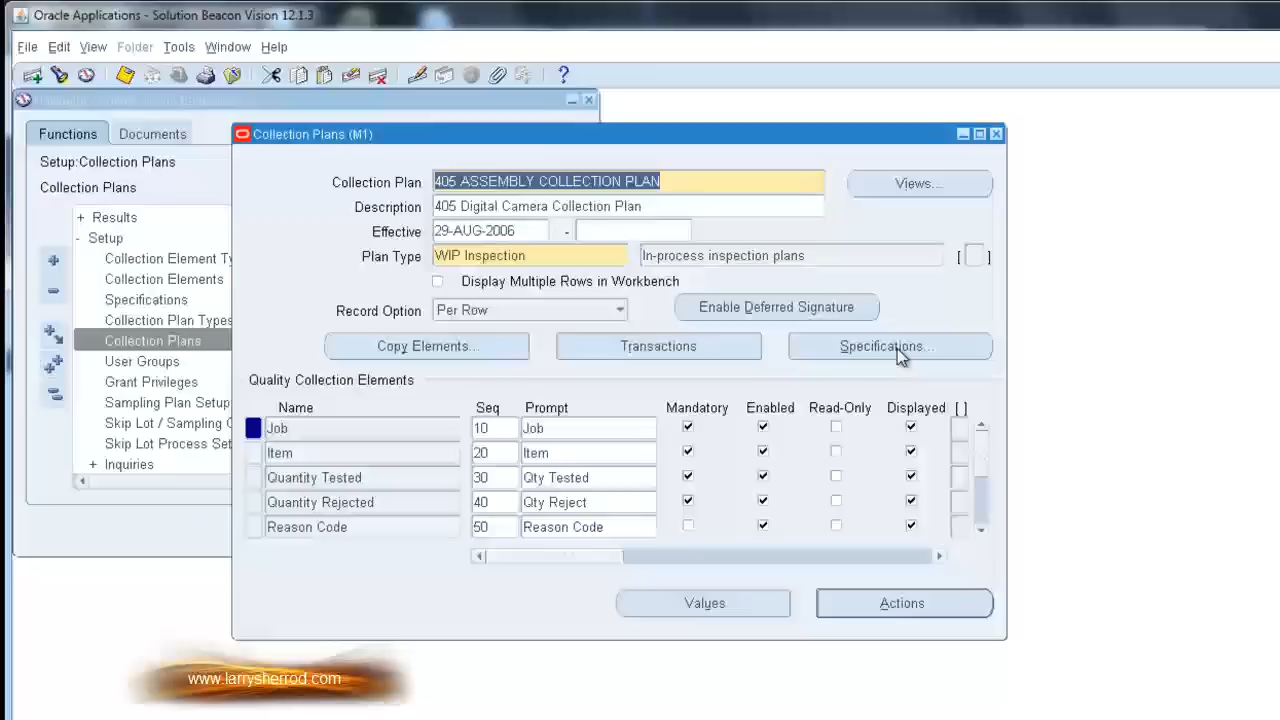 Oracle Applications - Solution Beacon Vision 12.1.3
File Edit View Folder Tools Window Help
Functions Documents
Setup:Collection Plans
Collection Plans
+ Results
- Setup
Collection Element Ty
Collection Elements
Specifications
Collection Plan Types
Collection Plans
User Groups
Grant Privileges
Sampling Plan Setup
Skip Lot / Sampling C
Skip Lot Process Set
+ Inquiries
Collection Plans (M1)
Collection Plan 405 ASSEMBLY COLLECTION PLAN Views...
Description 405 Digital Camera Collection Plan
Effective 29-AUG-2006 -
Plan Type WIP Inspection In-process inspection plans [ ]
Display Multiple Rows in Workbench
Record Option Per Row Enable Deferred Signature
Copy Elements... Transactions Specifications...
Quality Collection Elements
Name Seq Prompt Mandatory Enabled Read-Only Displayed [ ]
Job 10 Job
Item 20 Item
Quantity Tested 30 Qty Tested
Quantity Rejected 40 Qty Reject
Reason Code 50 Reason Code
Values Actions
www.larrysherrod.com